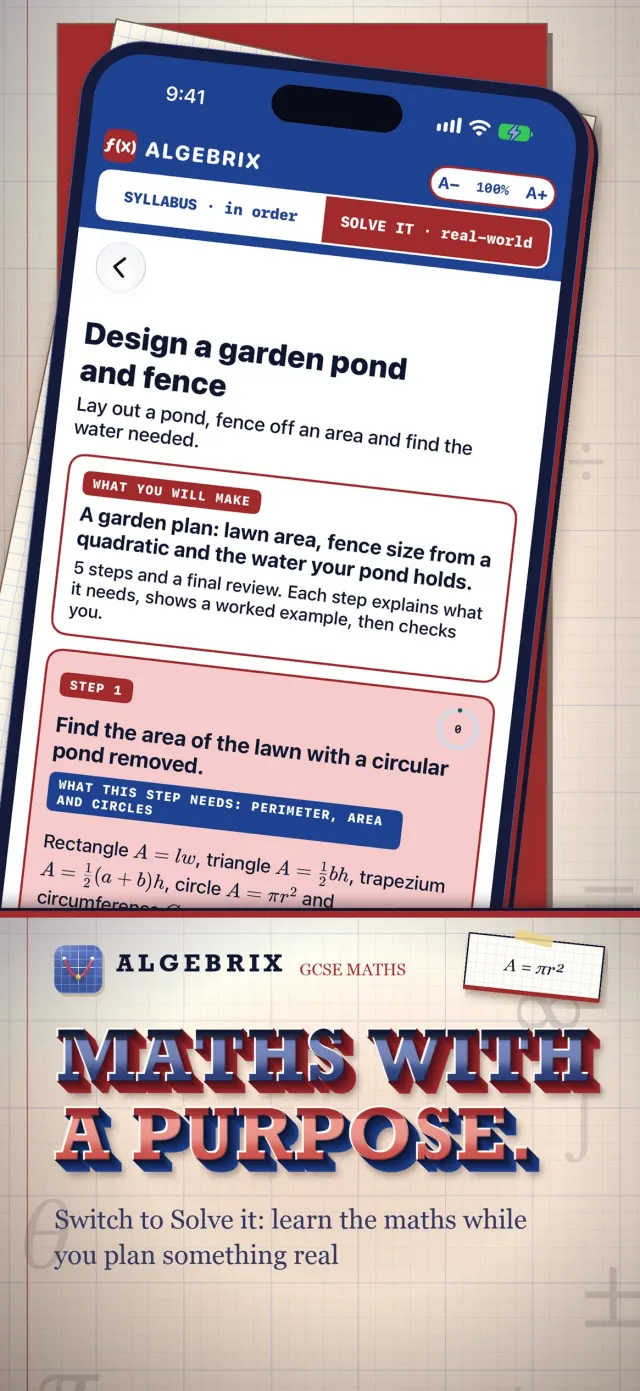 9:41
f(x) ALGEBRIX
A− 100% A+
SYLLABUS · in order
SOLVE IT · real-world
Design a garden pond
and fence
Lay out a pond, fence off an area and find the
water needed.
WHAT YOU WILL MAKE
A garden plan: lawn area, fence size from a
quadratic and the water your pond holds.
5 steps and a final review. Each step explains what
it needs, shows a worked example, then checks
you.
STEP 1
0
Find the area of the lawn with a circular
pond removed.
WHAT THIS STEP NEEDS: PERIMETER, AREA
AND CIRCLES
Rectangle A = lw, triangle A = ½bh, trapezium
A = ½(a + b)h, circle A = πr² and
circumference
ALGEBRIX GCSE MATHS
A = πr²
MATHS WITH
A PURPOSE.
Switch to Solve it: learn the maths while
you plan something real